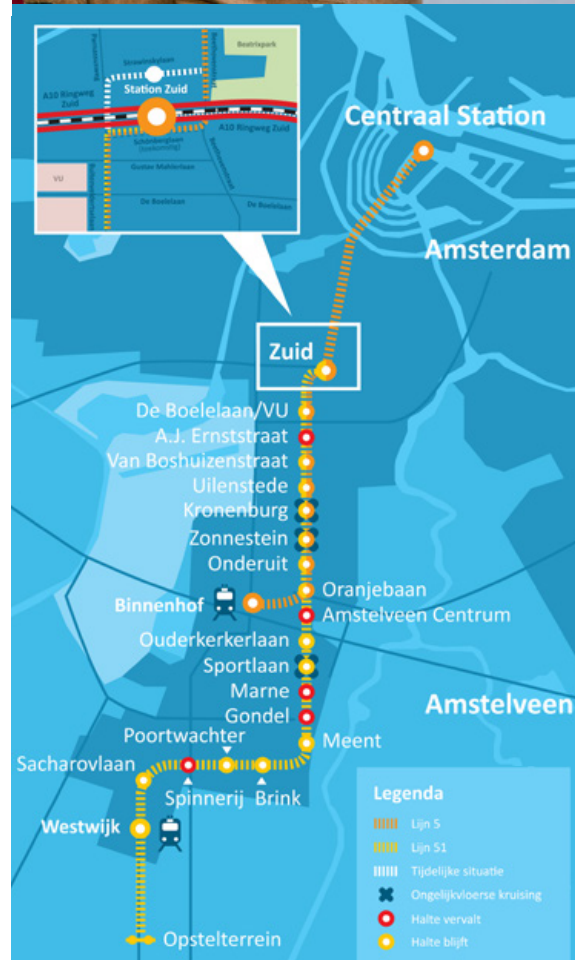 Beatrixpark
Strawinskylaan
Station Zuid
A10 Ringweg
Zuid
A10 Ringweg Zuid
Schönberglaan
(toekomstig)
Gustav Mahlerlaan
VU
De Boelelaan
De Boelelaan
Centraal Station
Amsterdam
Zuid
De Boelelaan/VU
A.J. Ernststraat
Van Boshuizenstraat
Uilenstede
Kronenburg
Zonnestein
Onderuit
Oranjebaan
Binnenhof
Amstelveen Centrum
Ouderkerkerlaan
Sportlaan
Marne
Amstelveen
Gondel
Poortwachter
Meent
Sacharovlaan
Spinnerij
Brink
Westwijk
Opstelterrein
Legenda
Lijn 5
Lijn 51
Tijdelijke situatie
Ongelijkvloerse kruising
Halte vervalt
Halte blijft